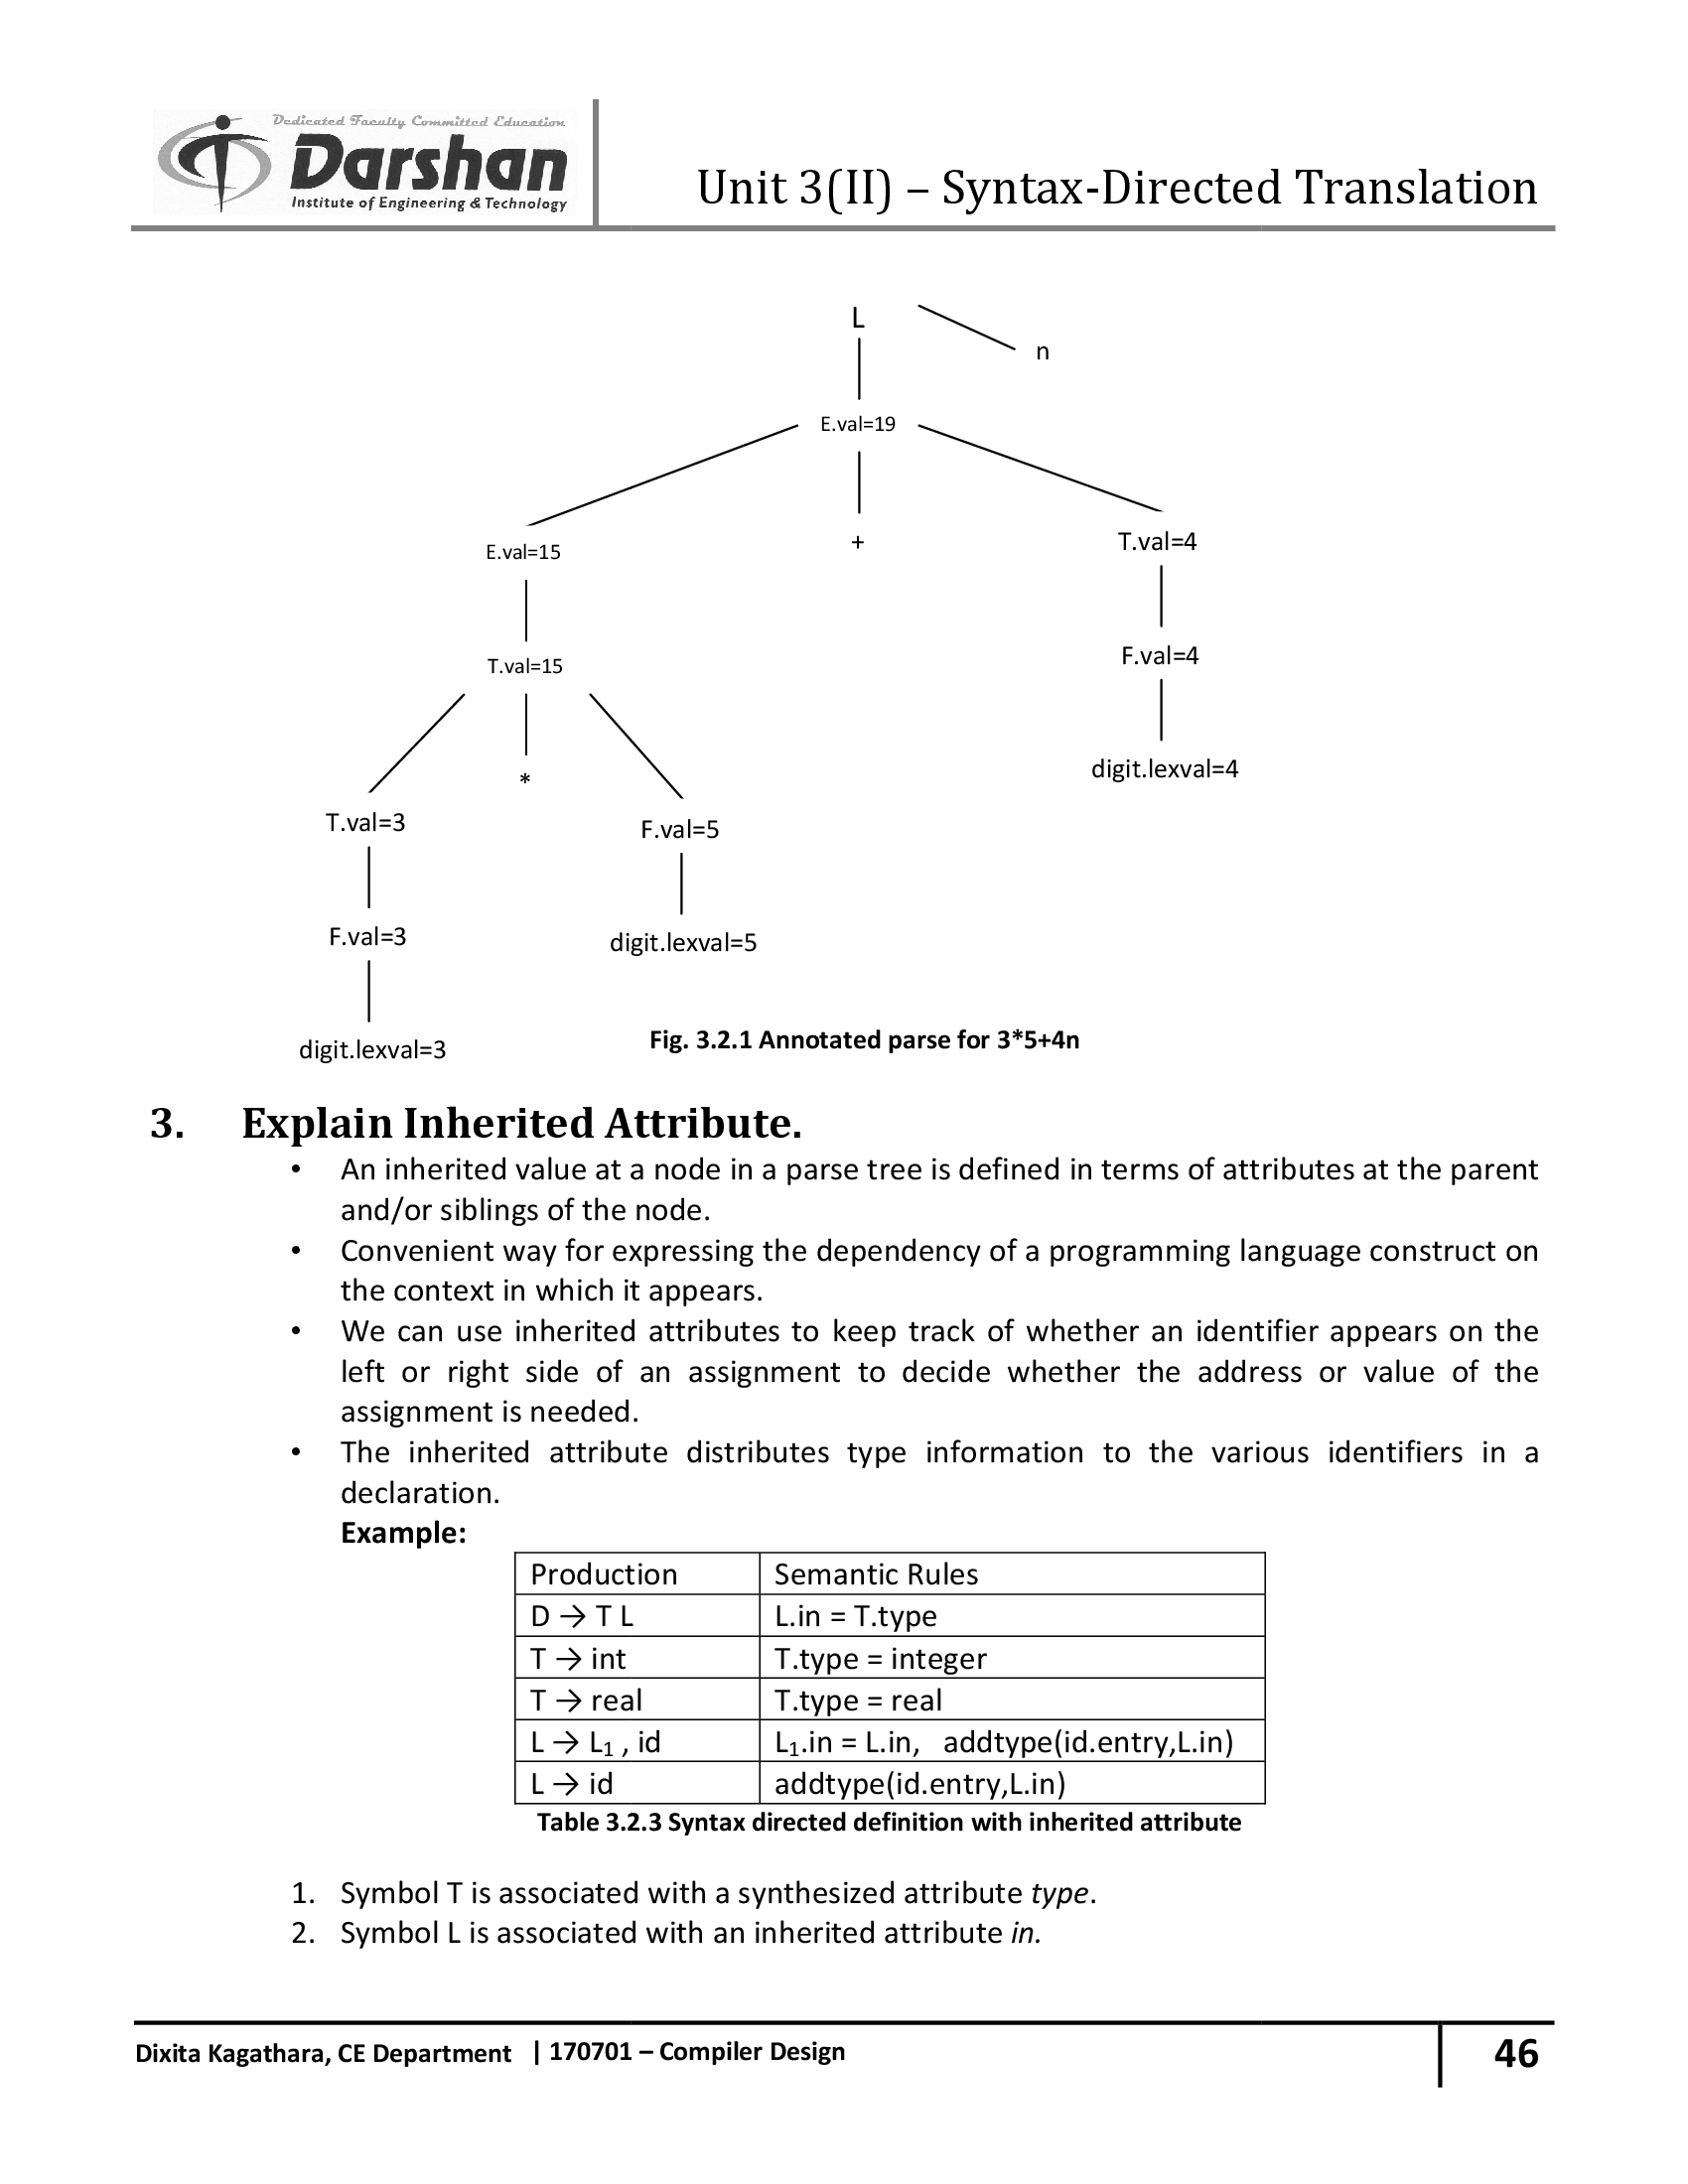 Dedicated Faculty Committed Education
Darshan
Institute of Engineering & Technology
Unit 3(II) – Syntax-Directed Translation
L
n
E.val=19
E.val=15
+
T.val=4
T.val=15
F.val=4
*
digit.lexval=4
T.val=3
F.val=5
F.val=3
digit.lexval=5
digit.lexval=3
Fig. 3.2.1 Annotated parse for 3*5+4n
3. Explain Inherited Attribute.
• An inherited value at a node in a parse tree is defined in terms of attributes at the parent
and/or siblings of the node.
• Convenient way for expressing the dependency of a programming language construct on
the context in which it appears.
• We can use inherited attributes to keep track of whether an identifier appears on the
left or right side of an assignment to decide whether the address or value of the
assignment is needed.
• The inherited attribute distributes type information to the various identifiers in a
declaration.
Example:
Production Semantic Rules
D → T L L.in = T.type
T → int T.type = integer
T → real T.type = real
L → L₁ , id L₁.in = L.in, addtype(id.entry,L.in)
L → id addtype(id.entry,L.in)
Table 3.2.3 Syntax directed definition with inherited attribute
1. Symbol T is associated with a synthesized attribute type.
2. Symbol L is associated with an inherited attribute in.
Dixita Kagathara, CE Department | 170701 – Compiler Design 46